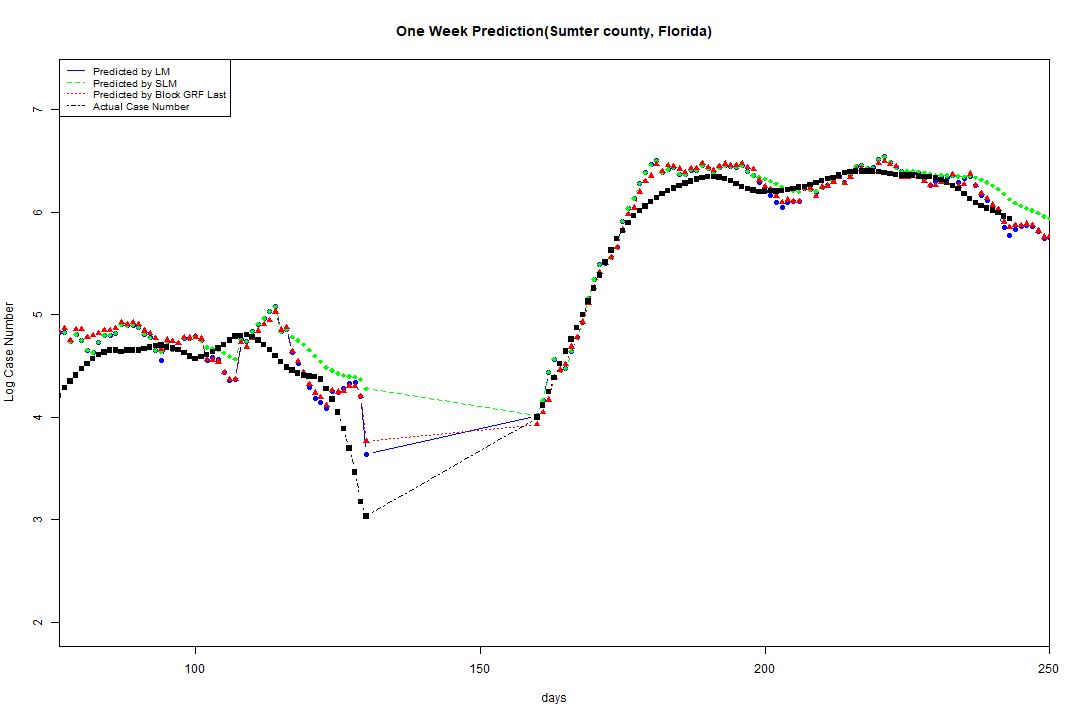 One Week Prediction(Sumter county, Florida)
Predicted by LM
Predicted by SLM
Predicted by Block GRF Last
Actual Case Number
7
6
5
4
3
2
Log Case Number
100
150
200
250
days